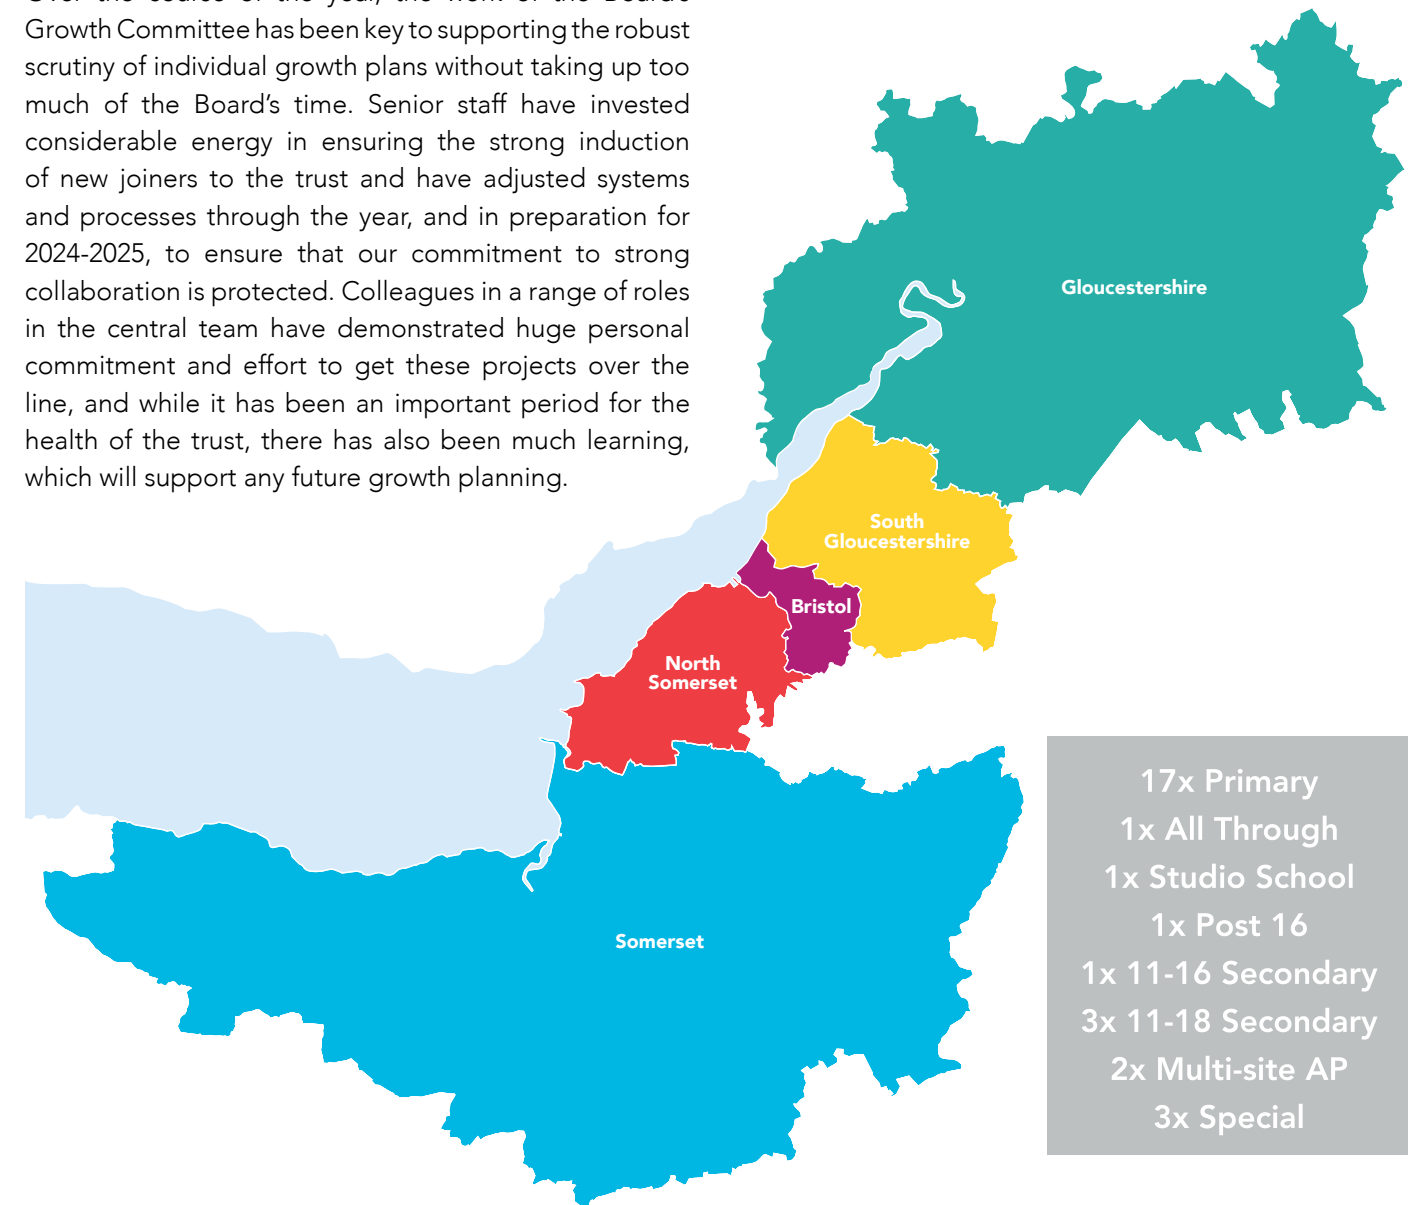 Growth Committee has been key to supporting the robust
scrutiny of individual growth plans without taking up too
much of the Board’s time. Senior staff have invested
considerable energy in ensuring the strong induction
of new joiners to the trust and have adjusted systems
and processes through the year, and in preparation for
2024-2025, to ensure that our commitment to strong
collaboration is protected. Colleagues in a range of roles
in the central team have demonstrated huge personal
commitment and effort to get these projects over the
line, and while it has been an important period for the
health of the trust, there has also been much learning,
which will support any future growth planning.
Gloucestershire
South
Gloucestershire
Bristol
North
Somerset
Somerset
17x Primary
1x All Through
1x Studio School
1x Post 16
1x 11-16 Secondary
3x 11-18 Secondary
2x Multi-site AP
3x Special